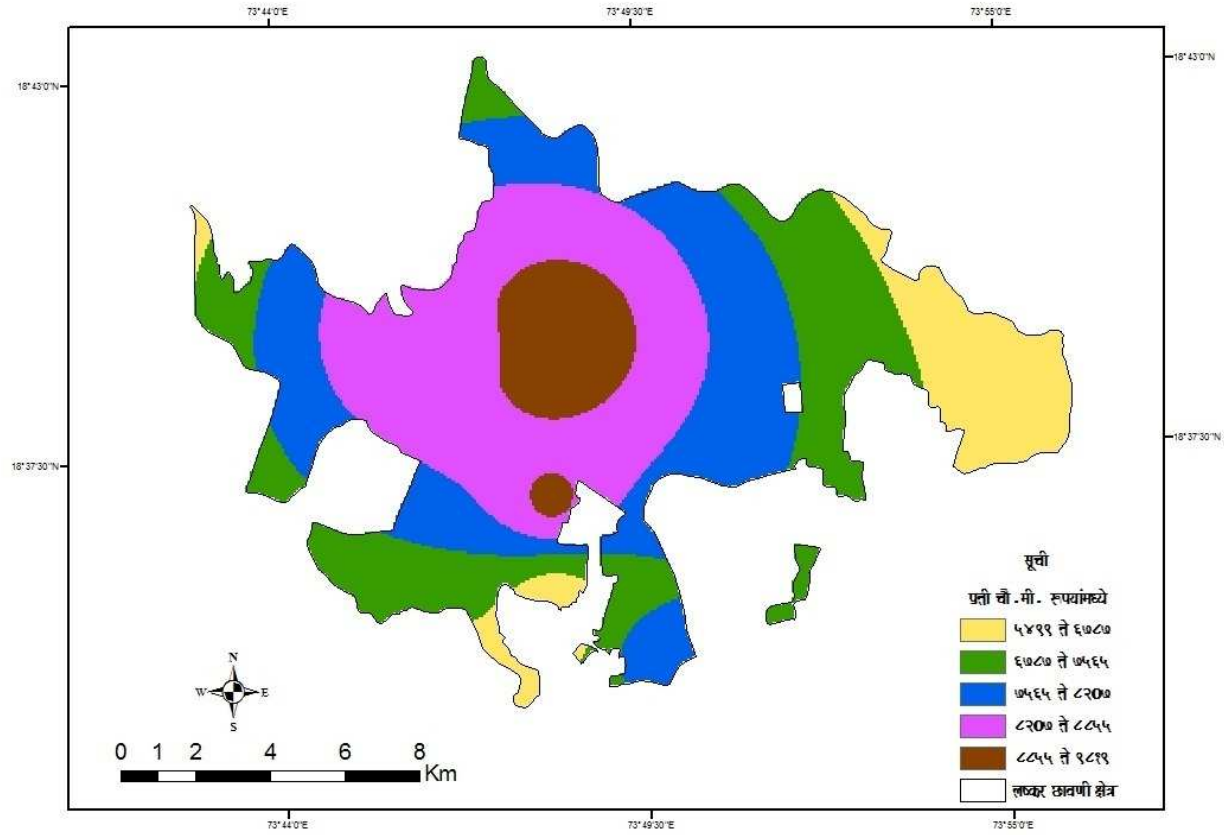 73°44'0"E 73°49'30"E 73°55'0"E
18°43'0"N 18°43'0"N
18°37'30"N 18°37'30"N
सूची
प्रती चौ.मी. रूपयांमध्ये
५४९९ ते ६७८७
६७८७ ते ७५६५
७५६५ ते ८२०७
८२०७ ते ८८५५
८८५५ ते ९८१९
लष्कर छावणी क्षेत्र
N
W E
S
0 1 2 4 6 8
Km
73°44'0"E 73°49'30"E 73°55'0"E